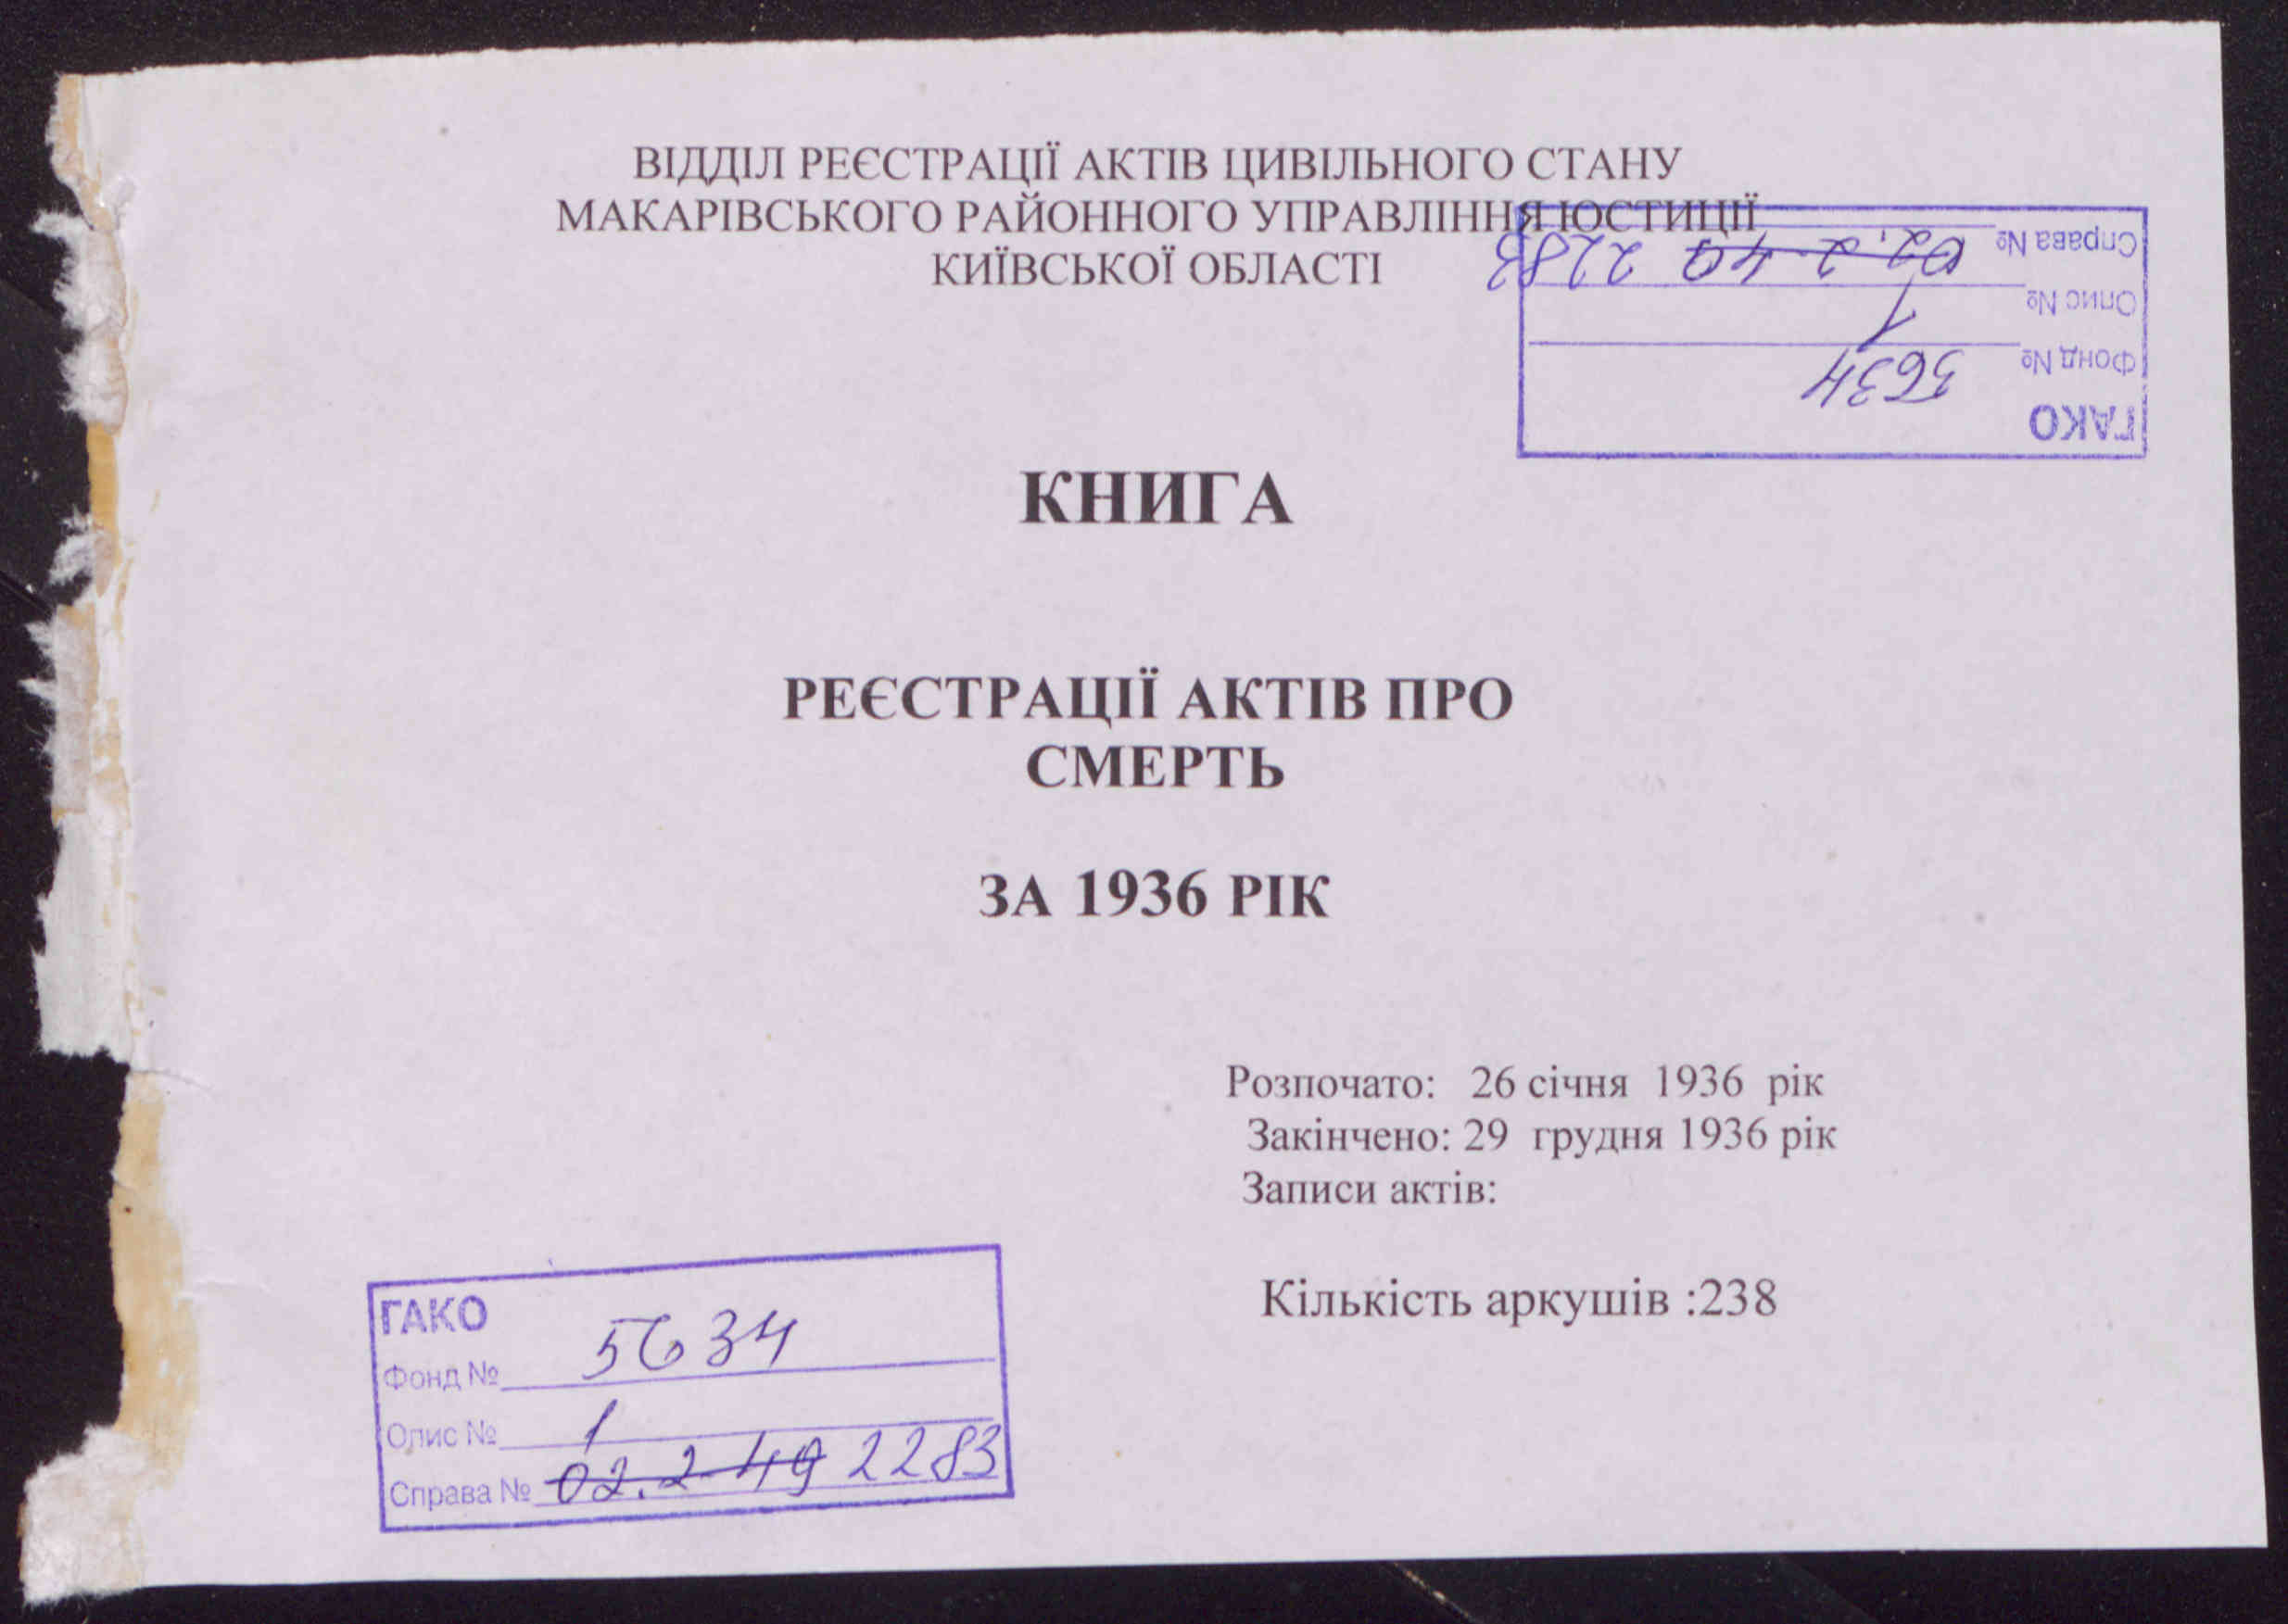 ВІДДІЛ РЕЄСТРАЦІЇ АКТІВ ЦИВІЛЬНОГО СТАНУ
МАКАРІВСЬКОГО РАЙОННОГО УПРАВЛІННЯ ЮСТИЦІЇ
КИЇВСЬКОЇ ОБЛАСТІ
ГАКО
Фонд № 5634
Опис № 1
Справа № 02.2-49 2283
КНИГА
РЕЄСТРАЦІЇ АКТІВ ПРО
СМЕРТЬ
ЗА 1936 РІК
Розпочато: 26 січня 1936 рік
Закінчено: 29 грудня 1936 рік
Записи актів:
Кількість аркушів :238
ГАКО
Фонд № 5634
Опис № 1
Справа № 02.2-49 2283